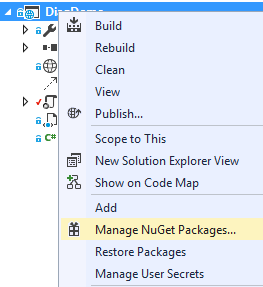 Build
Rebuild
Clean
View
Publish...
Scope to This
New Solution Explorer View
Show on Code Map
Add
Manage NuGet Packages...
Restore Packages
Manage User Secrets
C#